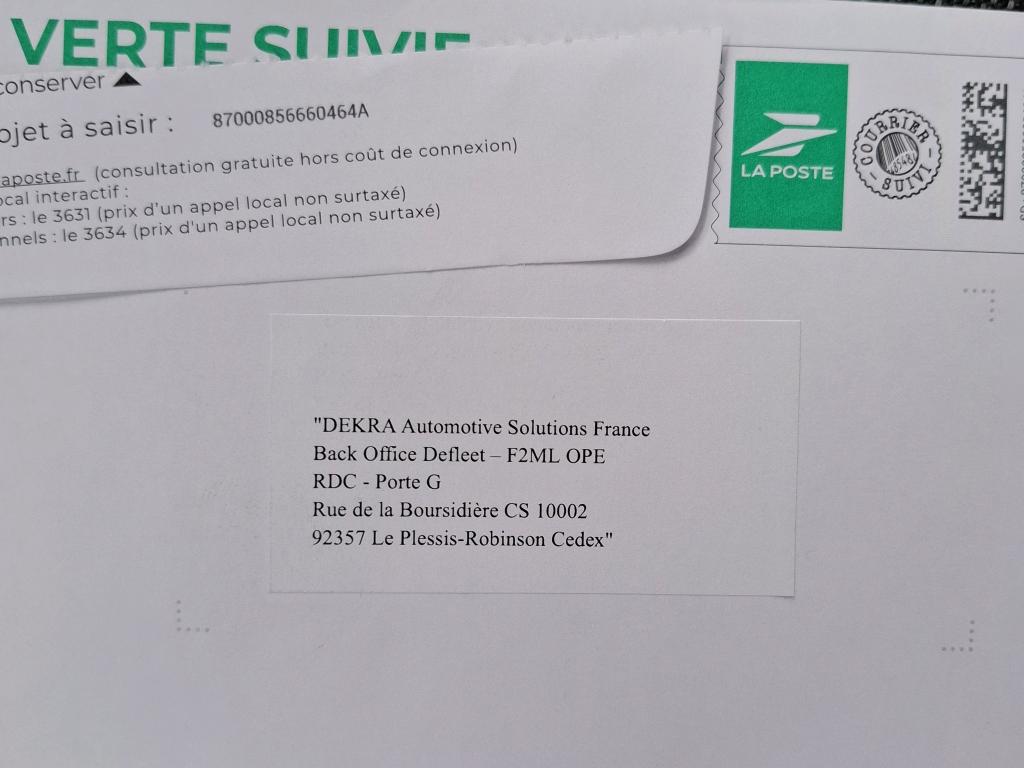 VERTE SUIVIE
conserver ▲
ojet à saisir : 87000856660464A
aposte.fr (consultation gratuite hors coût de connexion)
ocal interactif :
rs : le 3631 (prix d'un appel local non surtaxé)
nnels : le 3634 (prix d'un appel local non surtaxé)
LA POSTE
COURRIER
SUIVI
"DEKRA Automotive Solutions France
Back Office Defleet – F2ML OPE
RDC - Porte G
Rue de la Boursidière CS 10002
92357 Le Plessis-Robinson Cedex"